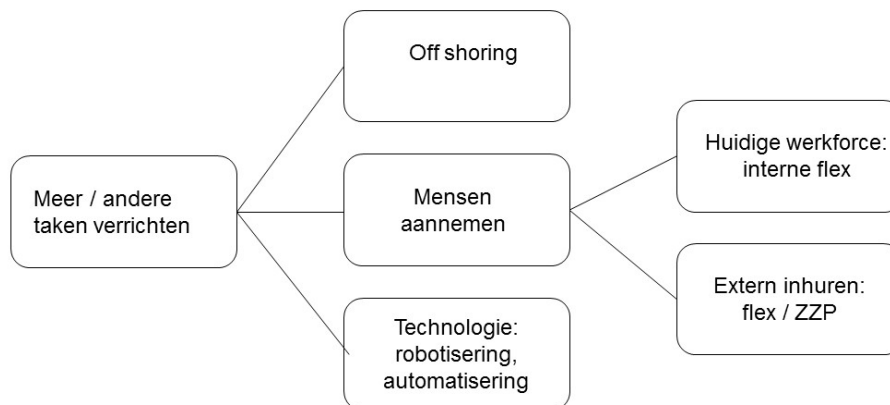 Meer / andere
taken verrichten
Off shoring
Mensen
aannemen
Technologie:
robotisering,
automatisering
Huidige werkforce:
interne flex
Extern inhuren:
flex / ZZP